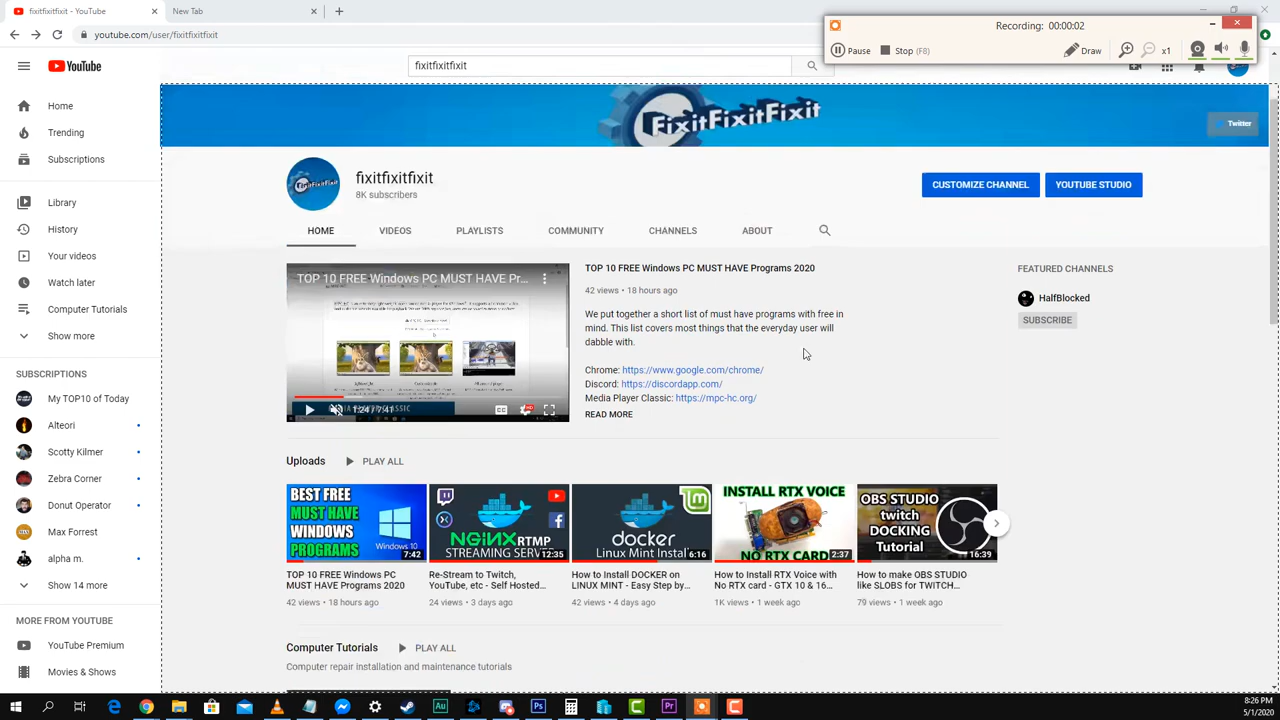 fixitfixitfixit - YouTube
New Tab
youtube.com/user/fixitfixitfixit
Recording: 00:00:02
Pause
Stop (F8)
Draw
x1
YouTube
fixitfixitfixit
Home
Trending
Subscriptions
Library
History
Your videos
Watch later
Computer Tutorials
Show more
SUBSCRIPTIONS
My TOP10 of Today
Alteori
Scotty Kilmer
Zebra Corner
Donut Operator
Max Forrest
alpha m.
Show 14 more
MORE FROM YOUTUBE
YouTube Premium
Movies & Shows
FixitFixitFixit
Twitter
FixitFixitFixit
fixitfixitfixit
8K subscribers
CUSTOMIZE CHANNEL
YOUTUBE STUDIO
HOME
VIDEOS
PLAYLISTS
COMMUNITY
CHANNELS
ABOUT
TOP 10 FREE Windows PC MUST HAVE Pr...
1:24 / 7:41
CC
HD
TOP 10 FREE Windows PC MUST HAVE Programs 2020
42 views • 18 hours ago
We put together a short list of must have programs with free in
mind. This list covers most things that the everyday user will
dabble with.
Chrome: https://www.google.com/chrome/
Discord: https://discordapp.com/
Media Player Classic: https://mpc-hc.org/
READ MORE
FEATURED CHANNELS
HalfBlocked
SUBSCRIBE
Uploads
PLAY ALL
BEST FREE
MUST HAVE
WINDOWS
PROGRAMS
Windows 10
7:42
TOP 10 FREE Windows PC
MUST HAVE Programs 2020
42 views • 18 hours ago
NGINX RTMP
STREAMING SERVER
12:35
Re-Stream to Twitch,
YouTube, etc - Self Hosted...
24 views • 3 days ago
docker
Linux Mint Install
6:16
How to Install DOCKER on
LINUX MINT - Easy Step by...
42 views • 4 days ago
INSTALL RTX VOICE
NO RTX CARD
2:37
How to Install RTX Voice with
No RTX card - GTX 10 & 16...
1K views • 1 week ago
OBS STUDIO
twitch
DOCKING
Tutorial
16:39
How to make OBS STUDIO
like SLOBS for TWITCH...
79 views • 1 week ago
Computer Tutorials
PLAY ALL
Computer repair installation and maintenance tutorials
Au
Ps
Pr
8:26 PM
5/1/2020